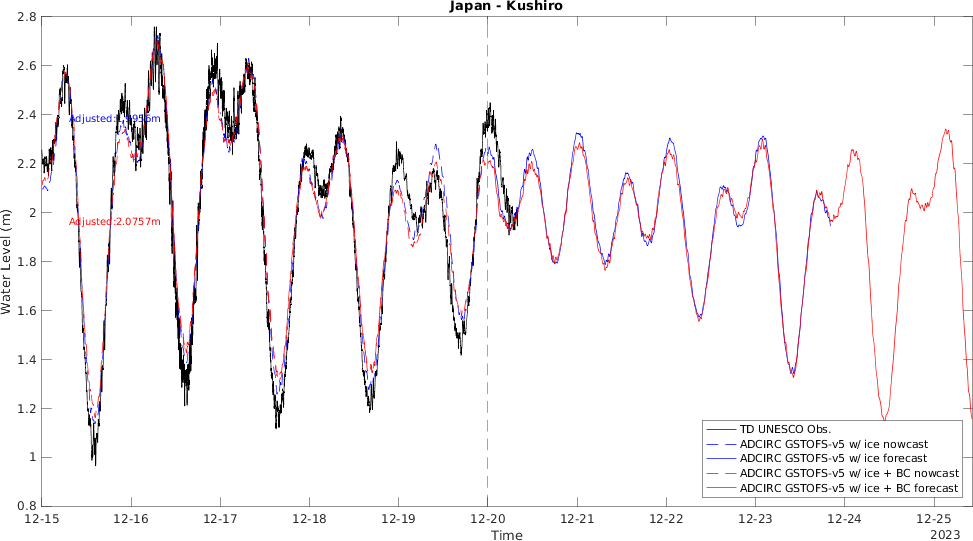 Japan - Kushiro
Water Level (m)
2.8
2.6
2.4
2.2
2
1.8
1.6
1.4
1.2
1
0.8
Adjusted:2.0757m
TD UNESCO Obs.
ADCIRC GSTOFS-v5 w/ ice nowcast
ADCIRC GSTOFS-v5 w/ ice forecast
ADCIRC GSTOFS-v5 w/ ice + BC nowcast
ADCIRC GSTOFS-v5 w/ ice + BC forecast
12-15 12-16 12-17 12-18 12-19 12-20 12-21 12-22 12-23 12-24 12-25
2023
Time